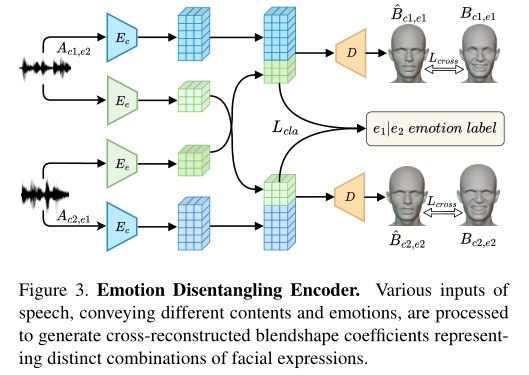 A_{c1,e2}
E_c
E_e
E_e
E_c
A_{c2,e1}
D
B̂_{c1,e1}
B_{c1,e1}
L_{cross}
L_{cla}
e_1|e_2 emotion label
D
L_{cross}
B̂_{c2,e2}
B_{c2,e2}
Figure 3. Emotion Disentangling Encoder. Various inputs of
speech, conveying different contents and emotions, are processed
to generate cross-reconstructed blendshape coefficients represent-
ing distinct combinations of facial expressions.